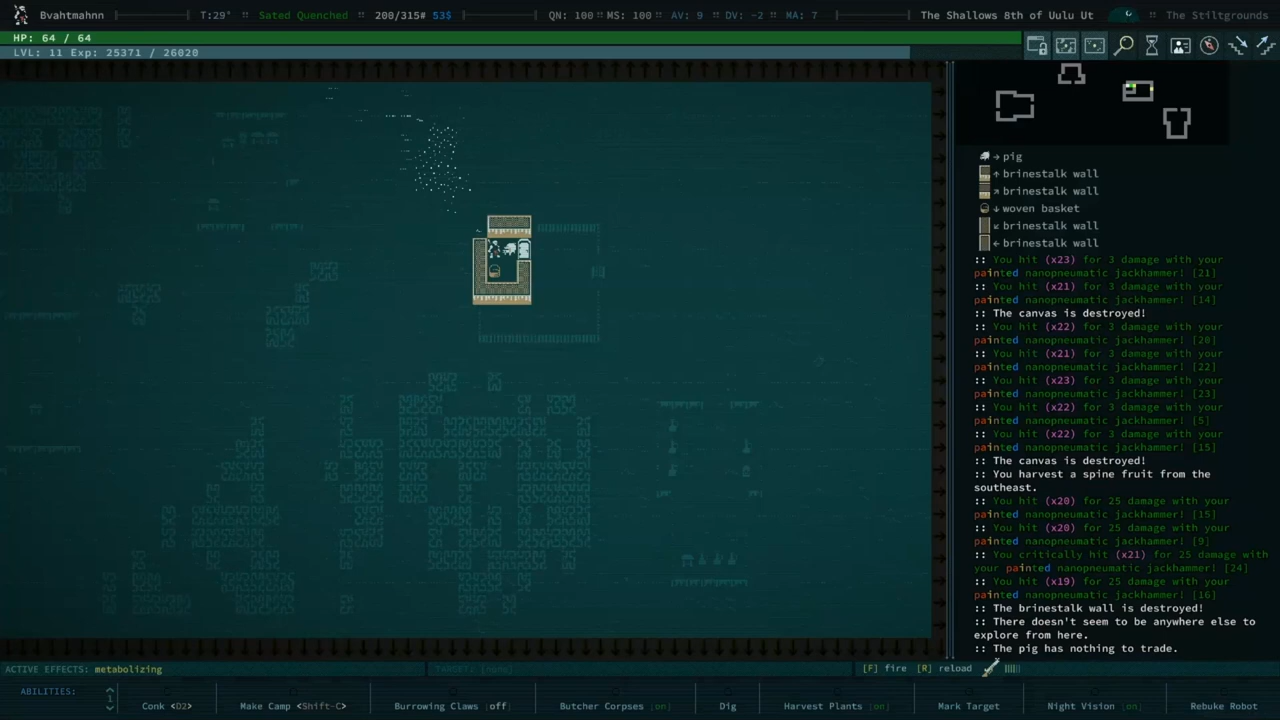 Bvahtmahnn T:29° :: Sated Quenched :: 208/315# 53$ QN: 100 :: MS: 100 :: AV: 9 :: DV: -2 :: MA: 7 The Shallows 8th of Uulu Ut :: The Stiltgrounds
HP: 64 / 64
LVL: 11 Exp: 25371 / 26020
→ pig
↑ brinestalk wall
↗ brinestalk wall
↓ woven basket
↙ brinestalk wall
← brinestalk wall
:: You hit (x23) for 3 damage with your
painted nanopneumatic jackhammer! [21]
:: You hit (x21) for 3 damage with your
painted nanopneumatic jackhammer! [14]
:: The canvas is destroyed!
:: You hit (x22) for 3 damage with your
painted nanopneumatic jackhammer! [20]
:: You hit (x21) for 3 damage with your
painted nanopneumatic jackhammer! [22]
:: You hit (x23) for 3 damage with your
painted nanopneumatic jackhammer! [23]
:: You hit (x22) for 3 damage with your
painted nanopneumatic jackhammer! [5]
:: You hit (x22) for 3 damage with your
painted nanopneumatic jackhammer! [15]
:: The canvas is destroyed!
:: You harvest a spine fruit from the
southeast.
:: You hit (x20) for 25 damage with your
painted nanopneumatic jackhammer! [15]
:: You hit (x20) for 25 damage with your
painted nanopneumatic jackhammer! [9]
:: You critically hit (x21) for 25 damage with
your painted nanopneumatic jackhammer! [24]
:: You hit (x19) for 25 damage with your
painted nanopneumatic jackhammer! [16]
:: The brinestalk wall is destroyed!
:: There doesn't seem to be anywhere else to
explore from here.
:: The pig has nothing to trade.
ACTIVE EFFECTS: metabolizing TARGET: [none] [F] fire [R] reload
ABILITIES: 1 Conk <D2> Make Camp <Shift-C> Burrowing Claws [off] Butcher Corpses [on] Dig Harvest Plants [on] Mark Target Night Vision [on] Rebuke Robot